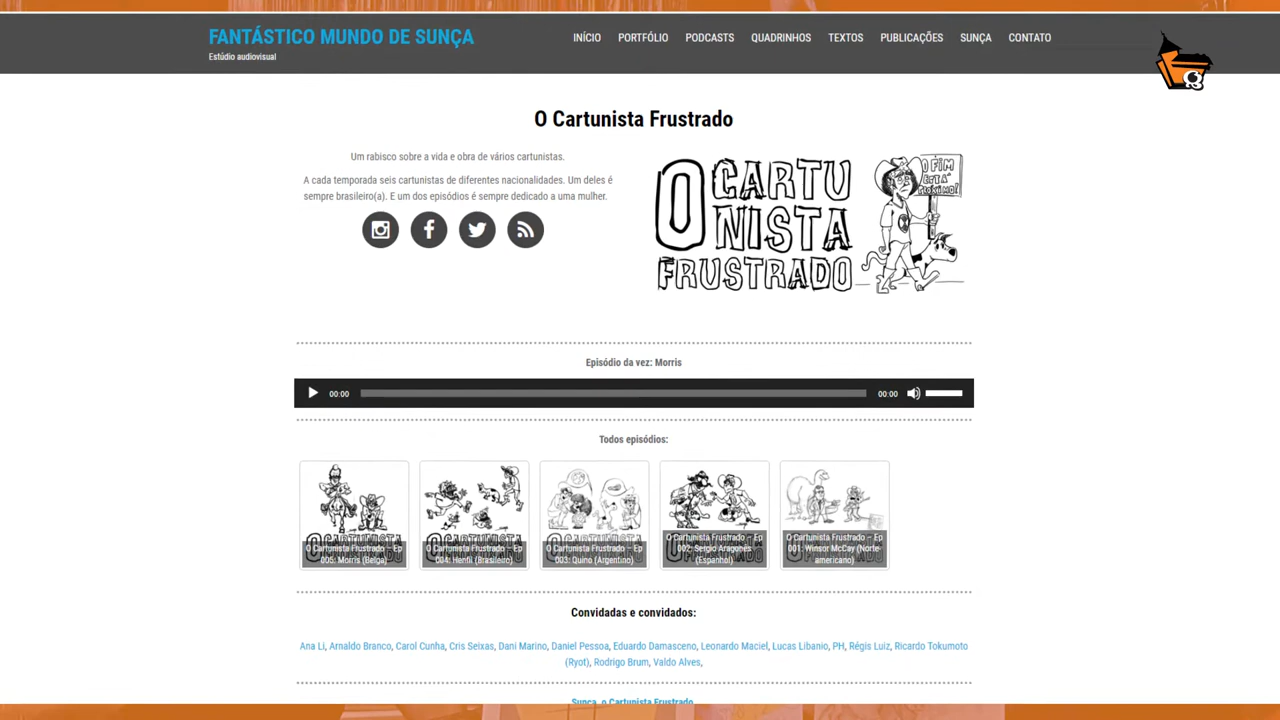 FANTÁSTICO MUNDO DE SUNÇA
Estúdio audiovisual
INÍCIO PORTFÓLIO PODCASTS QUADRINHOS TEXTOS PUBLICAÇÕES SUNÇA CONTATO
O Cartunista Frustrado
Um rabisco sobre a vida e obra de vários cartunistas.
A cada temporada seis cartunistas de diferentes nacionalidades. Um deles é
sempre brasileiro(a). E um dos episódios é sempre dedicado a uma mulher.
O CARTU
NISTA
FRUSTRADO
O FIM
ESTÁ
PRÓXIMO!
Episódio da vez: Morris
00:00 00:00
Todos episódios:
O Cartunista Frustrado – Ep
005: Morris (Belga)
O Cartunista Frustrado – Ep
004: Henfil (Brasileiro)
O Cartunista Frustrado – Ep
003: Quino (Argentino)
O Cartunista Frustrado – Ep
002: Sergio Aragonés
(Espanhol)
O Cartunista Frustrado – Ep
001: Winsor McCay (Norte-
americano)
Convidadas e convidados:
Ana Li, Arnaldo Branco, Carol Cunha, Cris Seixas, Dani Marino, Daniel Pessoa, Eduardo Damasceno, Leonardo Maciel, Lucas Libanio, PH, Régis Luiz, Ricardo Tokumoto
(Ryot), Rodrigo Brum, Valdo Alves,
Sunça, o Cartunista Frustrado